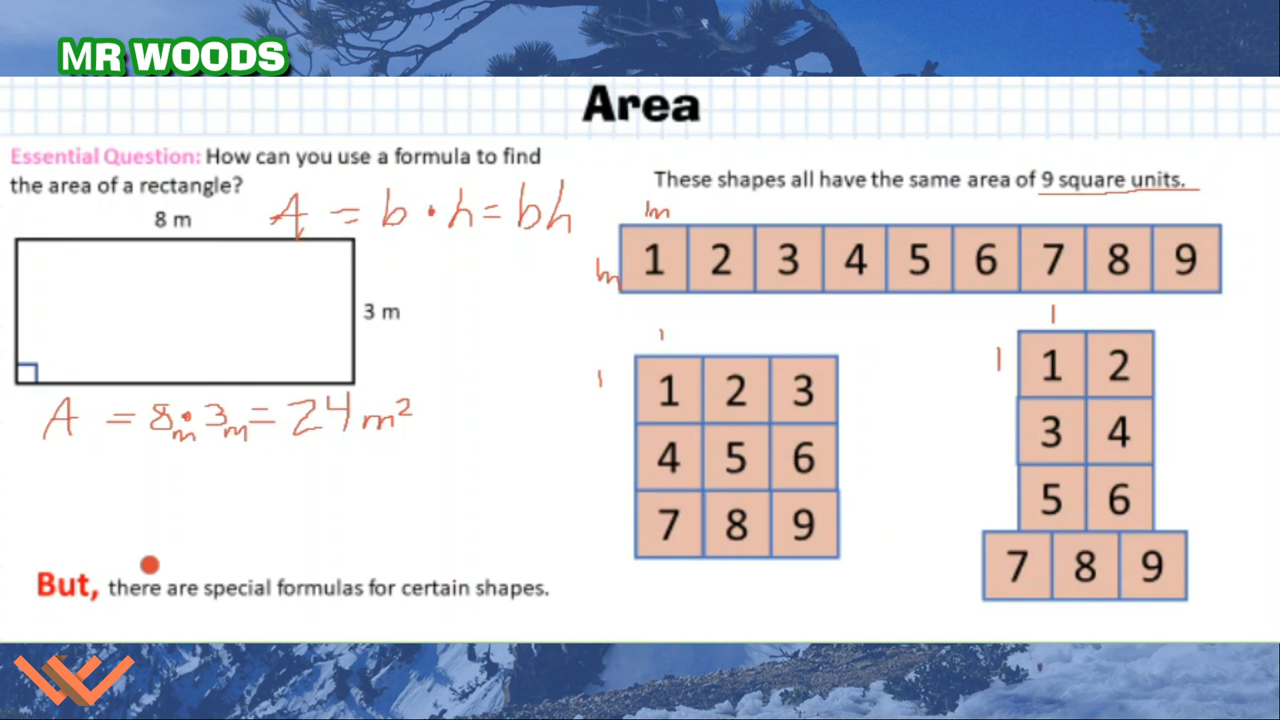 MR WOODS
Area
Essential Question: How can you use a formula to find
the area of a rectangle?
8 m
A = b · h = bh
3 m
A = 8m · 3m = 24 m²
But, there are special formulas for certain shapes.
These shapes all have the same area of 9 square units.
1m
1 2 3 4 5 6 7 8 9
1
1
1 2 3
4 5 6
7 8 9
1
1
1 2
3 4
5 6
7 8 9